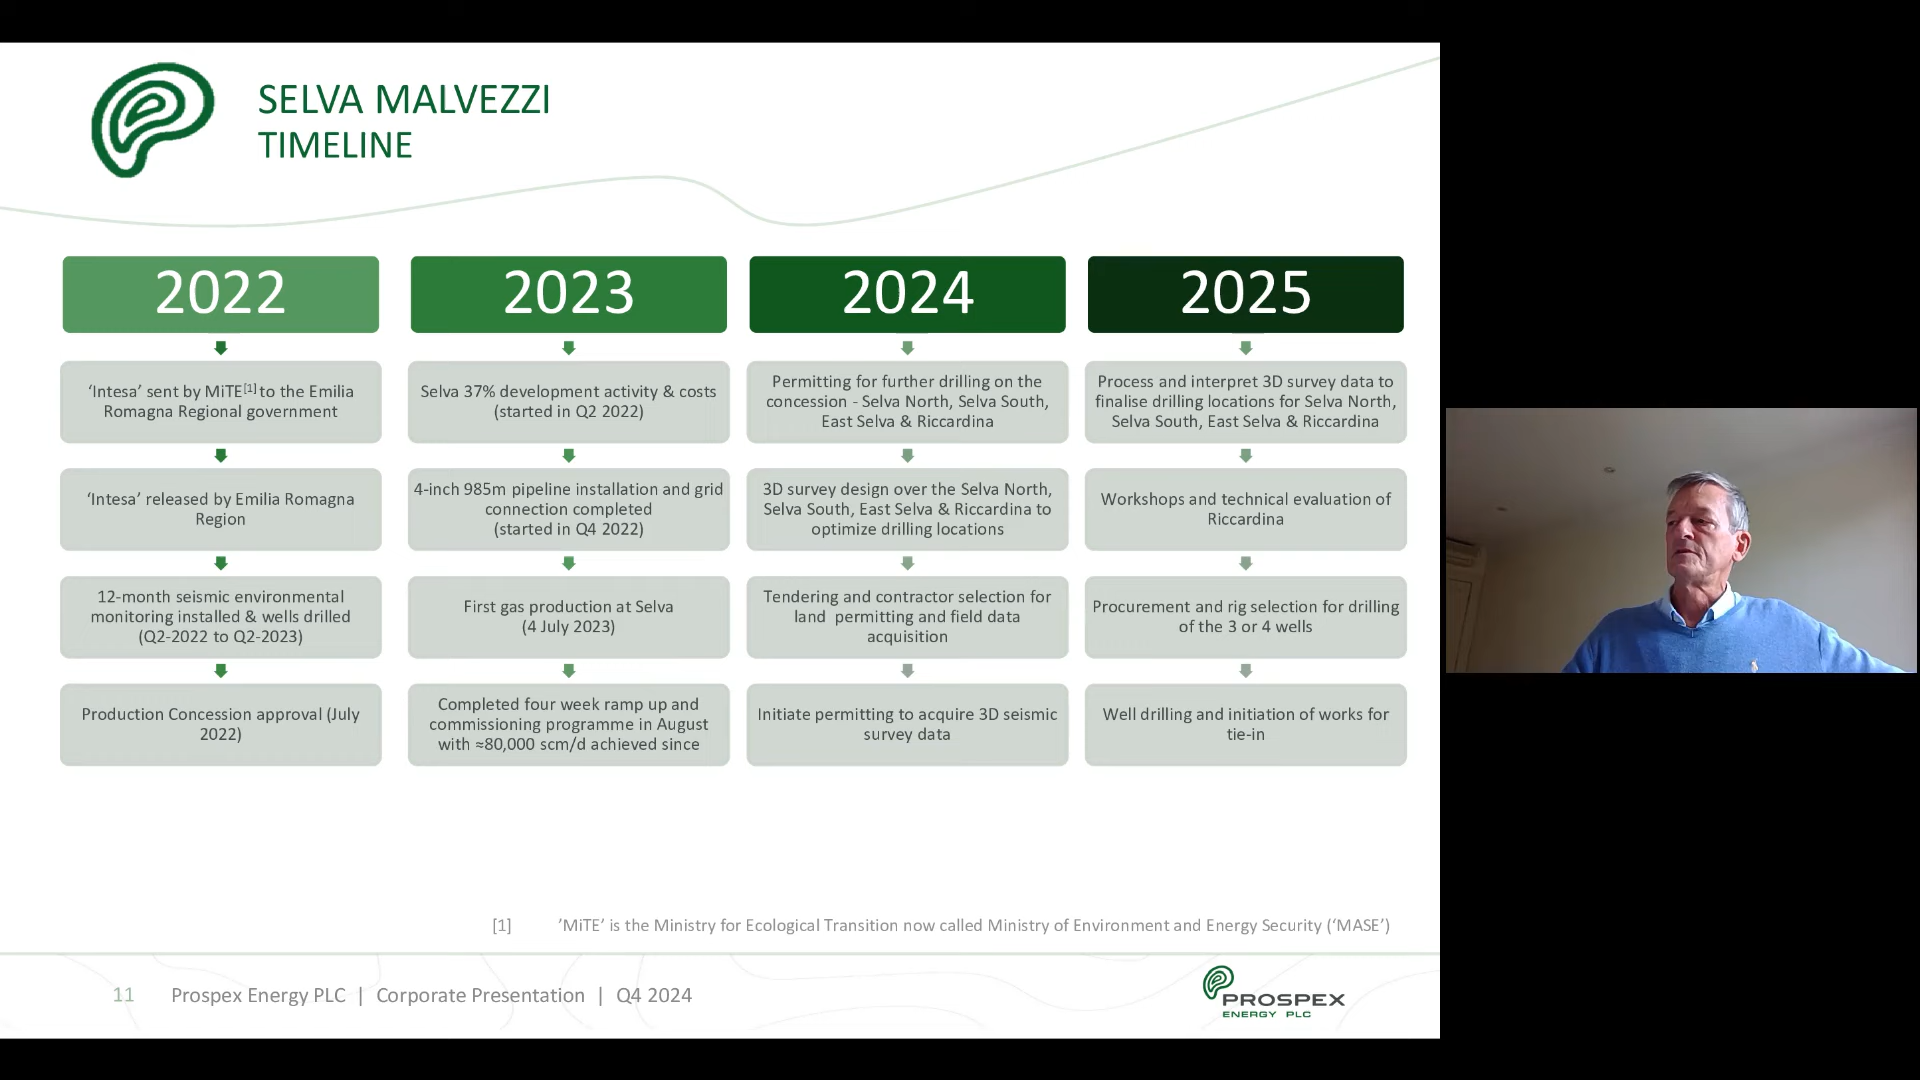 SELVA MALVEZZI
TIMELINE
2022
‘Intesa’ sent by MiTE[1] to the Emilia
Romagna Regional government
‘Intesa’ released by Emilia Romagna
Region
12-month seismic environmental
monitoring installed & wells drilled
(Q2-2022 to Q2-2023)
Production Concession approval (July
2022)
2023
Selva 37% development activity & costs
(started in Q2 2022)
4-inch 985m pipeline installation and grid
connection completed
(started in Q4 2022)
First gas production at Selva
(4 July 2023)
Completed four week ramp up and
commissioning programme in August
with ≈80,000 scm/d achieved since
2024
Permitting for further drilling on the
concession - Selva North, Selva South,
East Selva & Riccardina
3D survey design over the Selva North,
Selva South, East Selva & Riccardina to
optimize drilling locations
Tendering and contractor selection for
land permitting and field data
acquisition
Initiate permitting to acquire 3D seismic
survey data
2025
Process and interpret 3D survey data to
finalise drilling locations for Selva North,
Selva South, East Selva & Riccardina
Workshops and technical evaluation of
Riccardina
Procurement and rig selection for drilling
of the 3 or 4 wells
Well drilling and initiation of works for
tie-in
[1] ’MiTE’ is the Ministry for Ecological Transition now called Ministry of Environment and Energy Security (‘MASE’)
11 Prospex Energy PLC | Corporate Presentation | Q4 2024
PROSPEX
ENERGY PLC